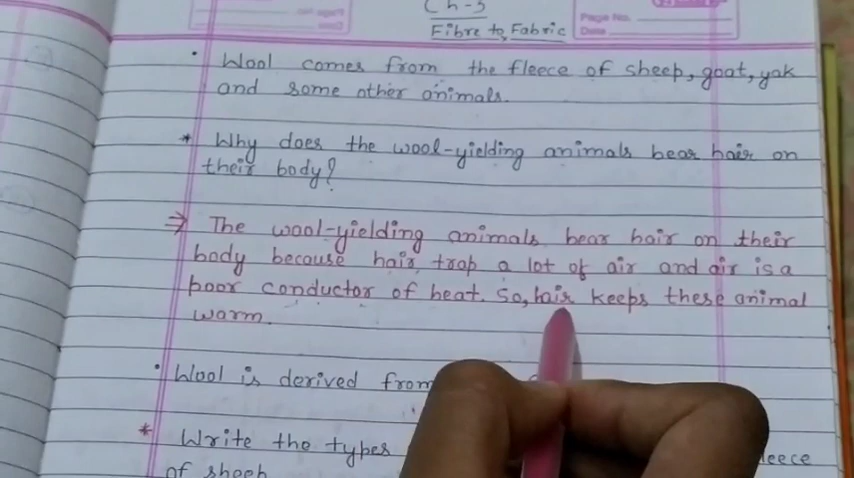 Ch-3
Fibre to Fabric
Page No.
Date
• Wool comes from the fleece of sheep, goat, yak
and some other animals.
* Why does the wool-yielding animals bear hair on
their body?
⇒ The wool-yielding animals bear hair on their
body because hair trap a lot of air and air is a
poor conductor of heat. So, hair keeps these animal
warm.
• Wool is derived from
* Write the types fleece
of sheep